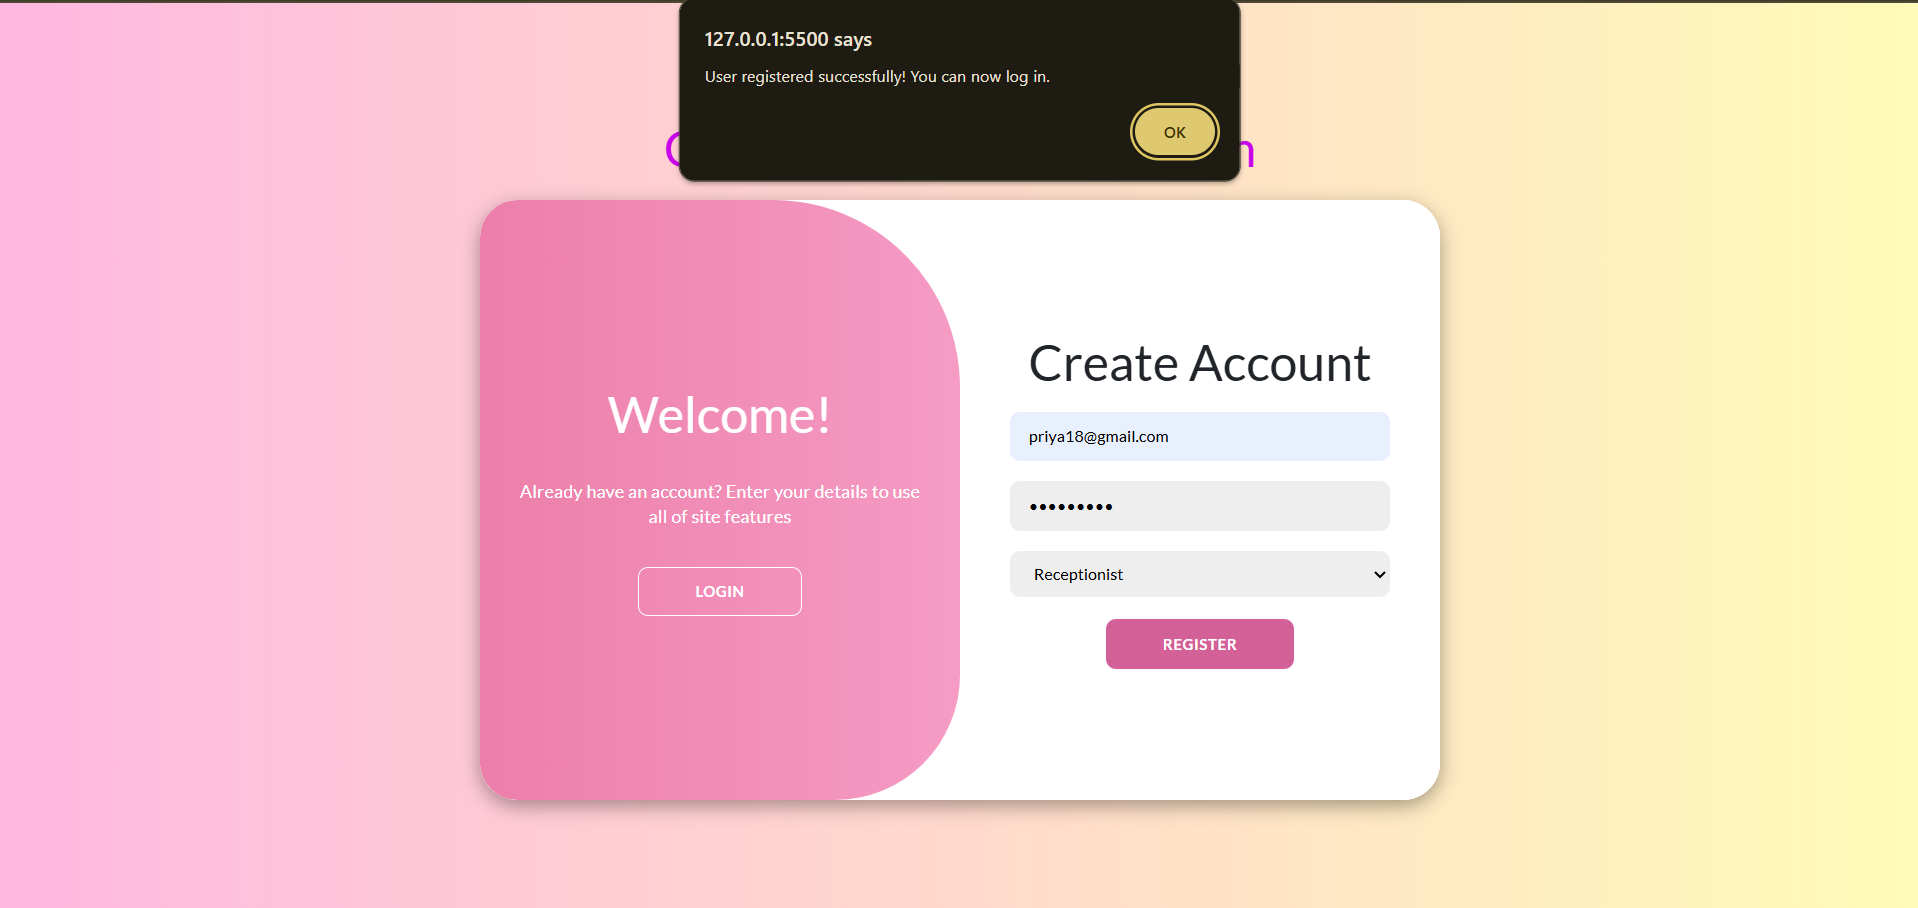 127.0.0.1:5500 says
User registered successfully! You can now log in.
OK
Welcome!
Already have an account? Enter your details to use
all of site features
LOGIN
Create Account
priya18@gmail.com
•••••••••
Receptionist
REGISTER